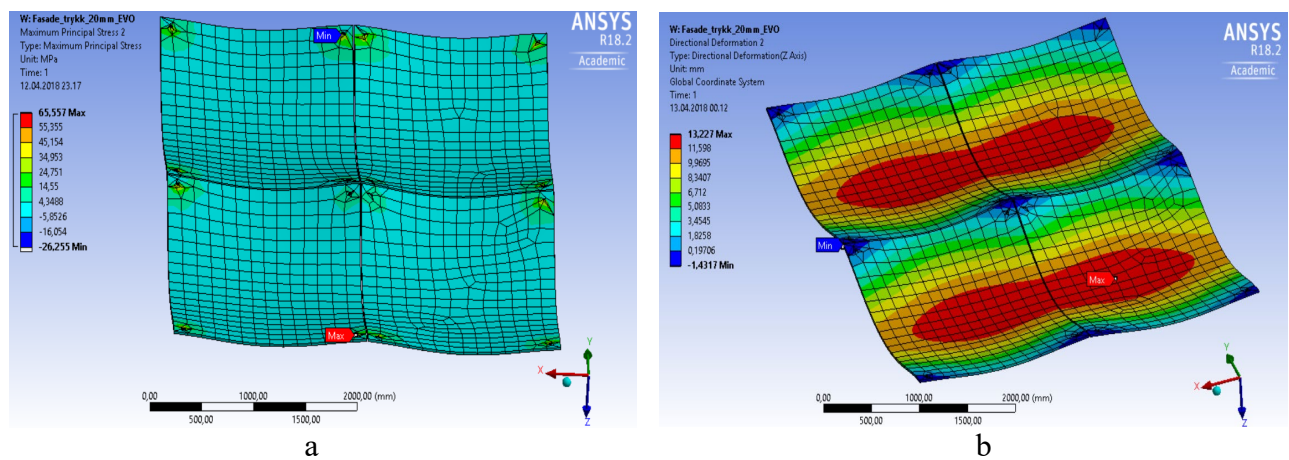 W: Fasade_trykk_20mm_EVO
Maximum Principal Stress 2
Type: Maximum Principal Stress
Unit: MPa
Time: 1
12.04.2018 23.17
65,557 Max
55,355
45,154
34,953
24,751
14,55
4,3488
-5,8526
-16,054
-26,255 Min
Min
Max
ANSYS
R18.2
Academic
0,00
1000,00
2000,00 (mm)
500,00
1500,00
X
Y
Z
a
W: Fasade_trykk_20mm_EVO
Directional Deformation 2
Type: Directional Deformation(Z Axis)
Unit: mm
Global Coordinate System
Time: 1
13.04.2018 00.12
13,227 Max
11,598
9,9695
8,3407
6,712
5,0833
3,4545
1,8258
0,19706
-1,4317 Min
Min
Max
ANSYS
R18.2
Academic
0,00
1000,00
2000,00 (mm)
500,00
1500,00
Y
X
Z
b